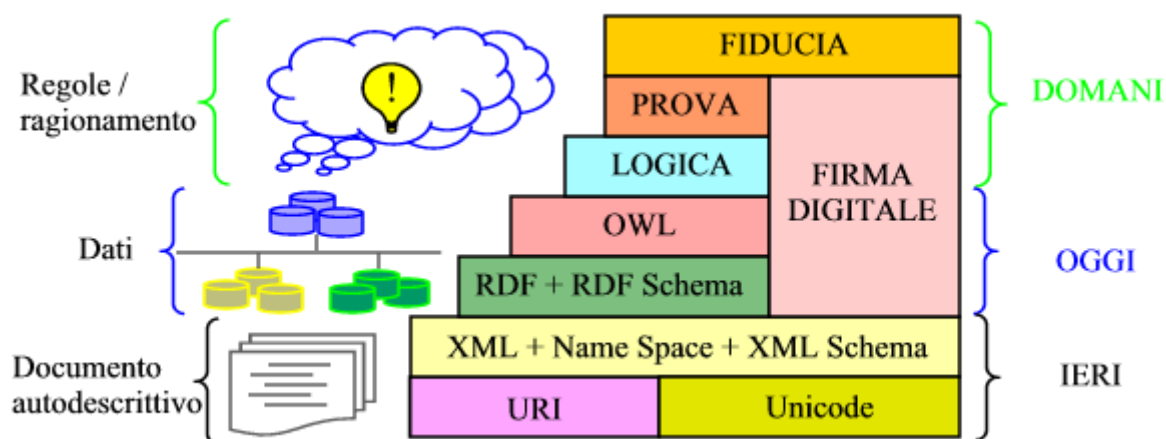 FIDUCIA
Regole /
ragionamento
!
PROVA
DOMANI
LOGICA
FIRMA
DIGITALE
OWL
Dati
OGGI
RDF + RDF Schema
XML + Name Space + XML Schema
Documento
autodescrittivo
IERI
URI
Unicode